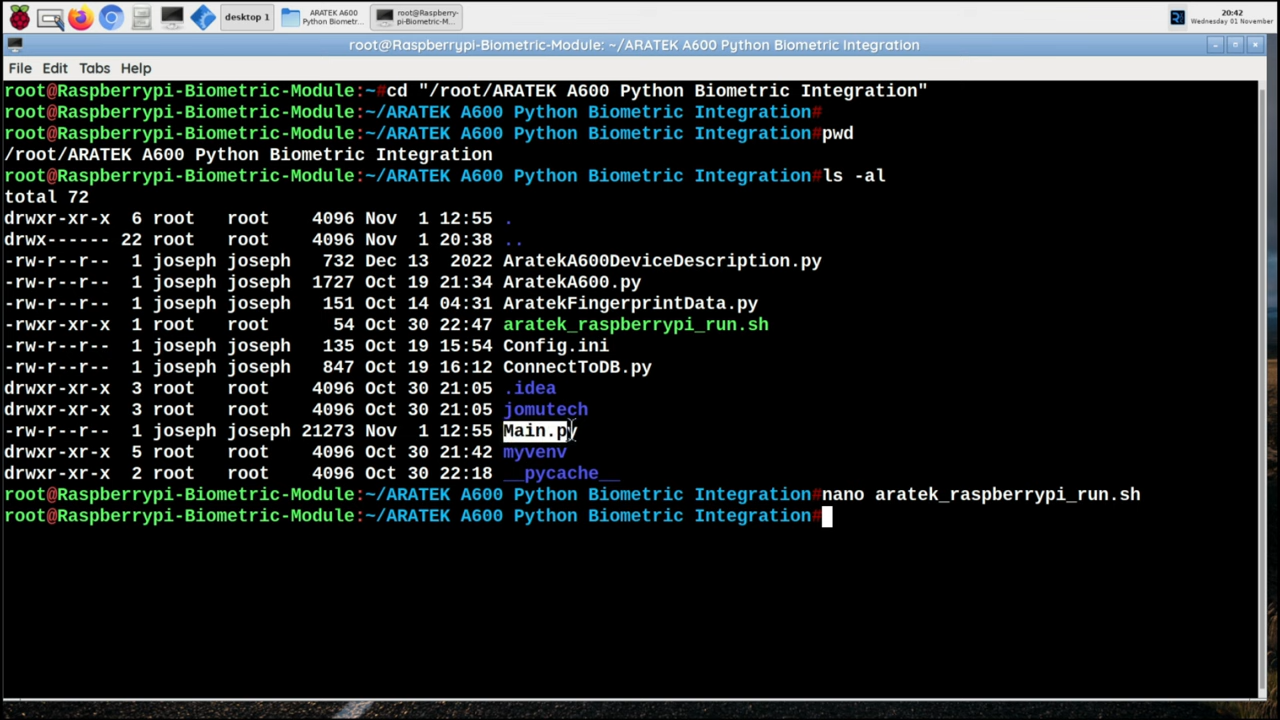 desktop 1
ARATEK A600
Python Biometr...
root@Raspberry-
pi-Biometric-M...
20:42
Wednesday 01 November
root@Raspberrypi-Biometric-Module: ~/ARATEK A600 Python Biometric Integration
File Edit Tabs Help
root@Raspberrypi-Biometric-Module:~#cd "/root/ARATEK A600 Python Biometric Integration"
root@Raspberrypi-Biometric-Module:~/ARATEK A600 Python Biometric Integration#
root@Raspberrypi-Biometric-Module:~/ARATEK A600 Python Biometric Integration#pwd
/root/ARATEK A600 Python Biometric Integration
root@Raspberrypi-Biometric-Module:~/ARATEK A600 Python Biometric Integration#ls -al
total 72
drwxr-xr-x 6 root root 4096 Nov 1 12:55 .
drwx------ 22 root root 4096 Nov 1 20:38 ..
-rw-r--r-- 1 joseph joseph 732 Dec 13 2022 AratekA600DeviceDescription.py
-rw-r--r-- 1 joseph joseph 1727 Oct 19 21:34 AratekA600.py
-rw-r--r-- 1 joseph joseph 151 Oct 14 04:31 AratekFingerprintData.py
-rwxr-xr-x 1 root root 54 Oct 30 22:47 aratek_raspberrypi_run.sh
-rw-r--r-- 1 joseph joseph 135 Oct 19 15:54 Config.ini
-rw-r--r-- 1 joseph joseph 847 Oct 19 16:12 ConnectToDB.py
drwxr-xr-x 3 root root 4096 Oct 30 21:05 .idea
drwxr-xr-x 3 root root 4096 Oct 30 21:05 jomutech
-rw-r--r-- 1 joseph joseph 21273 Nov 1 12:55 Main.py
drwxr-xr-x 5 root root 4096 Oct 30 21:42 myvenv
drwxr-xr-x 2 root root 4096 Oct 30 22:18 __pycache__
root@Raspberrypi-Biometric-Module:~/ARATEK A600 Python Biometric Integration#nano aratek_raspberrypi_run.sh
root@Raspberrypi-Biometric-Module:~/ARATEK A600 Python Biometric Integration#